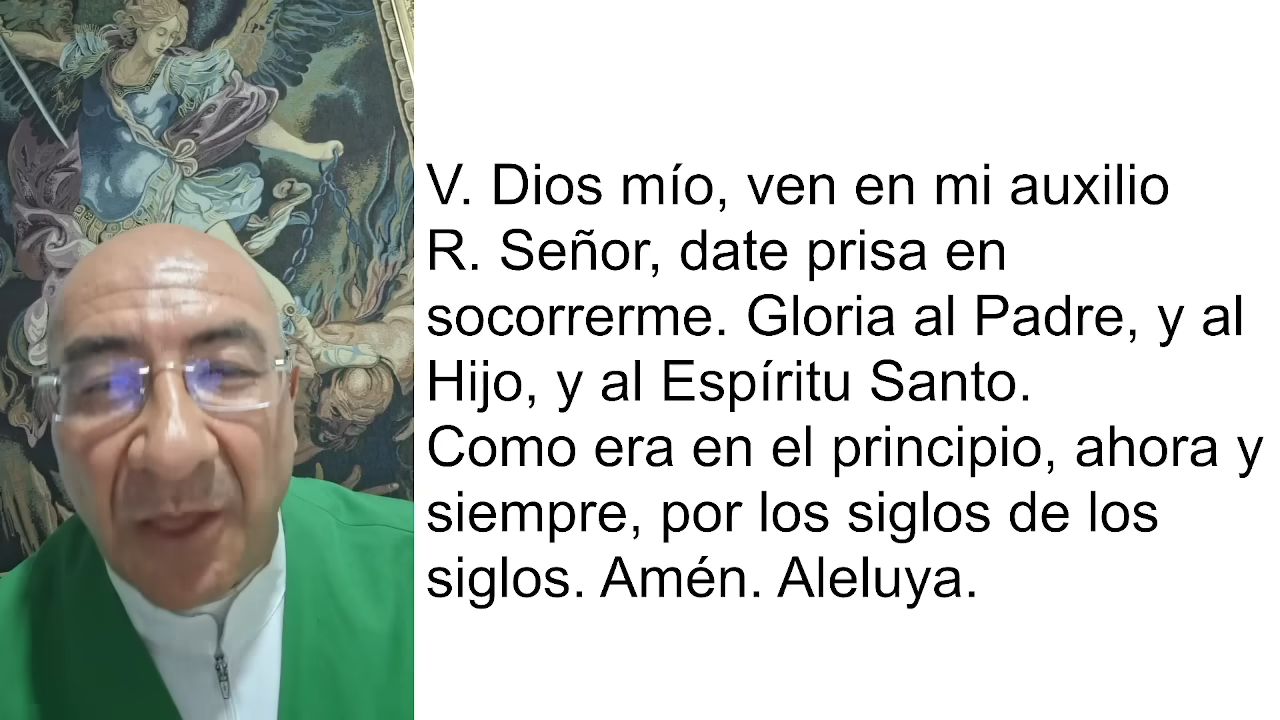 V. Dios mío, ven en mi auxilio
R. Señor, date prisa en
socorrerme. Gloria al Padre, y al
Hijo, y al Espíritu Santo.
Como era en el principio, ahora y
siempre, por los siglos de los
siglos. Amén. Aleluya.